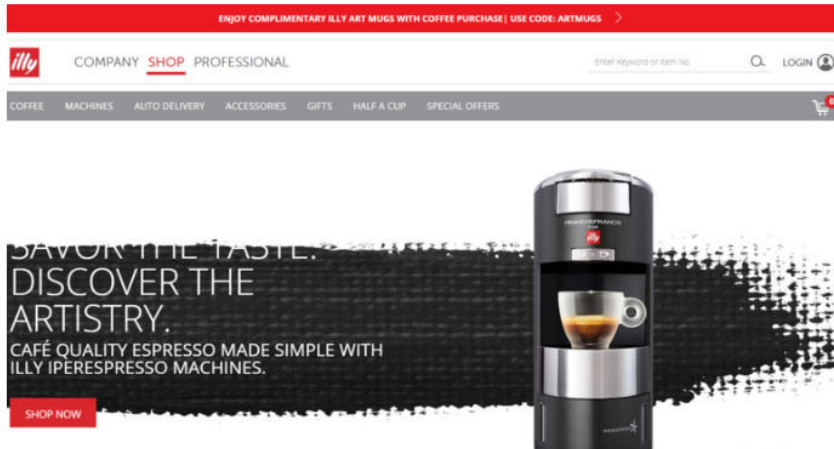 ENJOY COMPLIMENTARY ILLY ART MUGS WITH COFFEE PURCHASE| USE CODE: ARTMUGS
illy
COMPANY SHOP PROFESSIONAL
Enter Keyword or Item No.
LOGIN
COFFEE MACHINES AUTO DELIVERY ACCESSORIES GIFTS HALF A CUP SPECIAL OFFERS
0
SAVOR THE TASTE.
DISCOVER THE
ARTISTRY.
CAFÉ QUALITY ESPRESSO MADE SIMPLE WITH
ILLY IPERESPRESSO MACHINES.
SHOP NOW
FRANCISFRANCIS
illy